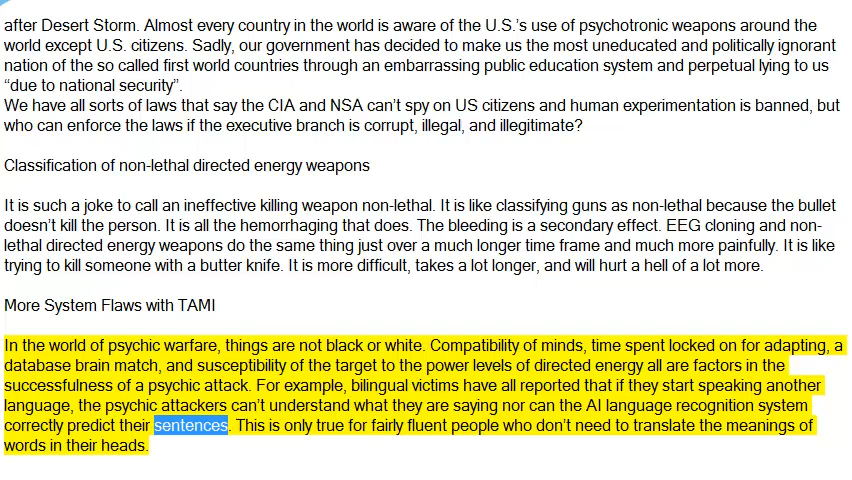 after Desert Storm. Almost every country in the world is aware of the U.S.'s use of psychotronic weapons around the
world except U.S. citizens. Sadly, our government has decided to make us the most uneducated and politically ignorant
nation of the so called first world countries through an embarrassing public education system and perpetual lying to us
“due to national security”.
We have all sorts of laws that say the CIA and NSA can't spy on US citizens and human experimentation is banned, but
who can enforce the laws if the executive branch is corrupt, illegal, and illegitimate?
Classification of non-lethal directed energy weapons
It is such a joke to call an ineffective killing weapon non-lethal. It is like classifying guns as non-lethal because the bullet
doesn't kill the person. It is all the hemorrhaging that does. The bleeding is a secondary effect. EEG cloning and non-
lethal directed energy weapons do the same thing just over a much longer time frame and much more painfully. It is like
trying to kill someone with a butter knife. It is more difficult, takes a lot longer, and will hurt a hell of a lot more.
More System Flaws with TAMI
In the world of psychic warfare, things are not black or white. Compatibility of minds, time spent locked on for adapting, a
database brain match, and susceptibility of the target to the power levels of directed energy all are factors in the
successfulness of a psychic attack. For example, bilingual victims have all reported that if they start speaking another
language, the psychic attackers can't understand what they are saying nor can the AI language recognition system
correctly predict their sentences. This is only true for fairly fluent people who don't need to translate the meanings of
words in their heads.